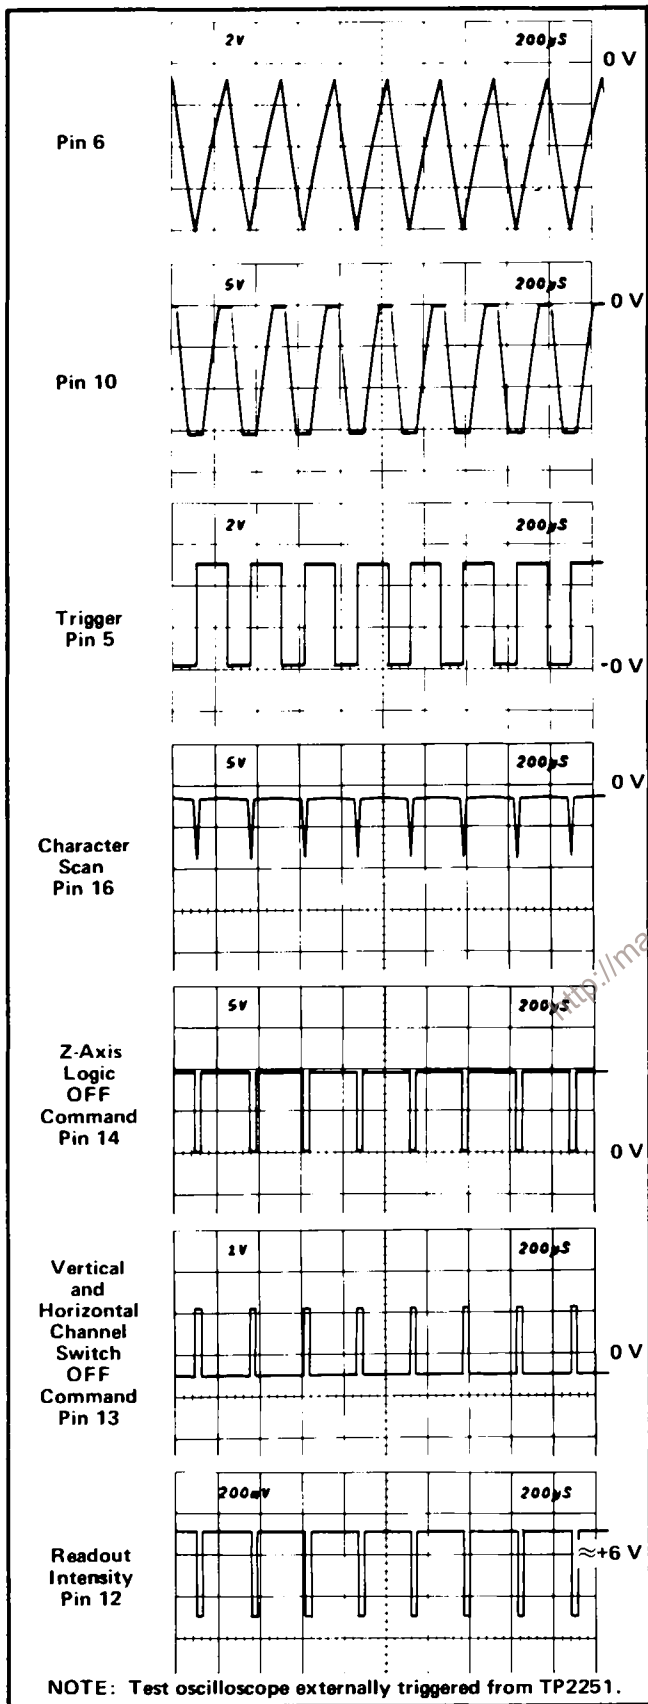 2V 200µS
0 V
Pin 6
5V 200µS
0 V
Pin 10
2V 200µS
Trigger
Pin 5
-0 V
5V 200µS
0 V
Character
Scan
Pin 16
http://ma
5V 200µS
Z-Axis
Logic
OFF
Command
Pin 14
0 V
1V 200µS
Vertical
and
Horizontal
Channel
Switch
OFF
Command
Pin 13
0 V
200mV 200µS
Readout
Intensity
Pin 12
≈+6 V
NOTE: Test oscilloscope externally triggered from TP2251.